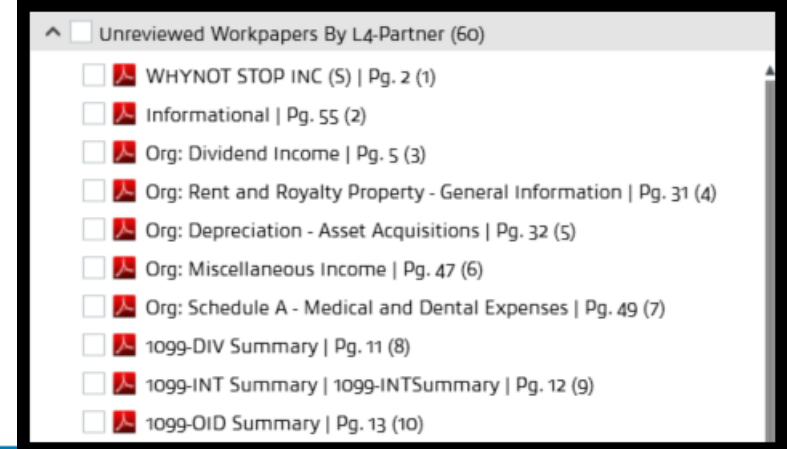 Unreviewed Workpapers By L4-Partner (60)
WHYNOT STOP INC (S) | Pg. 2 (1)
Informational | Pg. 55 (2)
Org: Dividend Income | Pg. 5 (3)
Org: Rent and Royalty Property - General Information | Pg. 31 (4)
Org: Depreciation - Asset Acquisitions | Pg. 32 (5)
Org: Miscellaneous Income | Pg. 47 (6)
Org: Schedule A - Medical and Dental Expenses | Pg. 49 (7)
1099-DIV Summary | Pg. 11 (8)
1099-INT Summary | 1099-INTSummary | Pg. 12 (9)
1099-OID Summary | Pg. 13 (10)